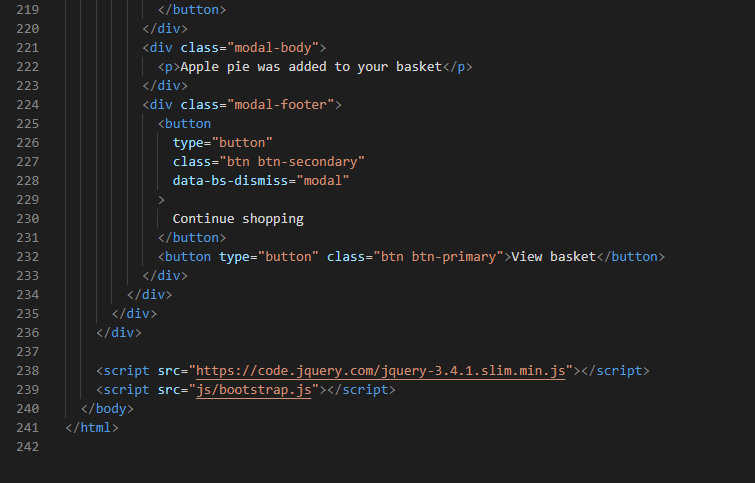 219 </button>
220 </div>
221 <div class="modal-body">
222 <p>Apple pie was added to your basket</p>
223 </div>
224 <div class="modal-footer">
225 <button
226 type="button"
227 class="btn btn-secondary"
228 data-bs-dismiss="modal"
229 >
230 Continue shopping
231 </button>
232 <button type="button" class="btn btn-primary">View basket</button>
233 </div>
234 </div>
235 </div>
236 </div>
237
238 <script src="https://code.jquery.com/jquery-3.4.1.slim.min.js"></script>
239 <script src="js/bootstrap.js"></script>
240 </body>
241 </html>
242